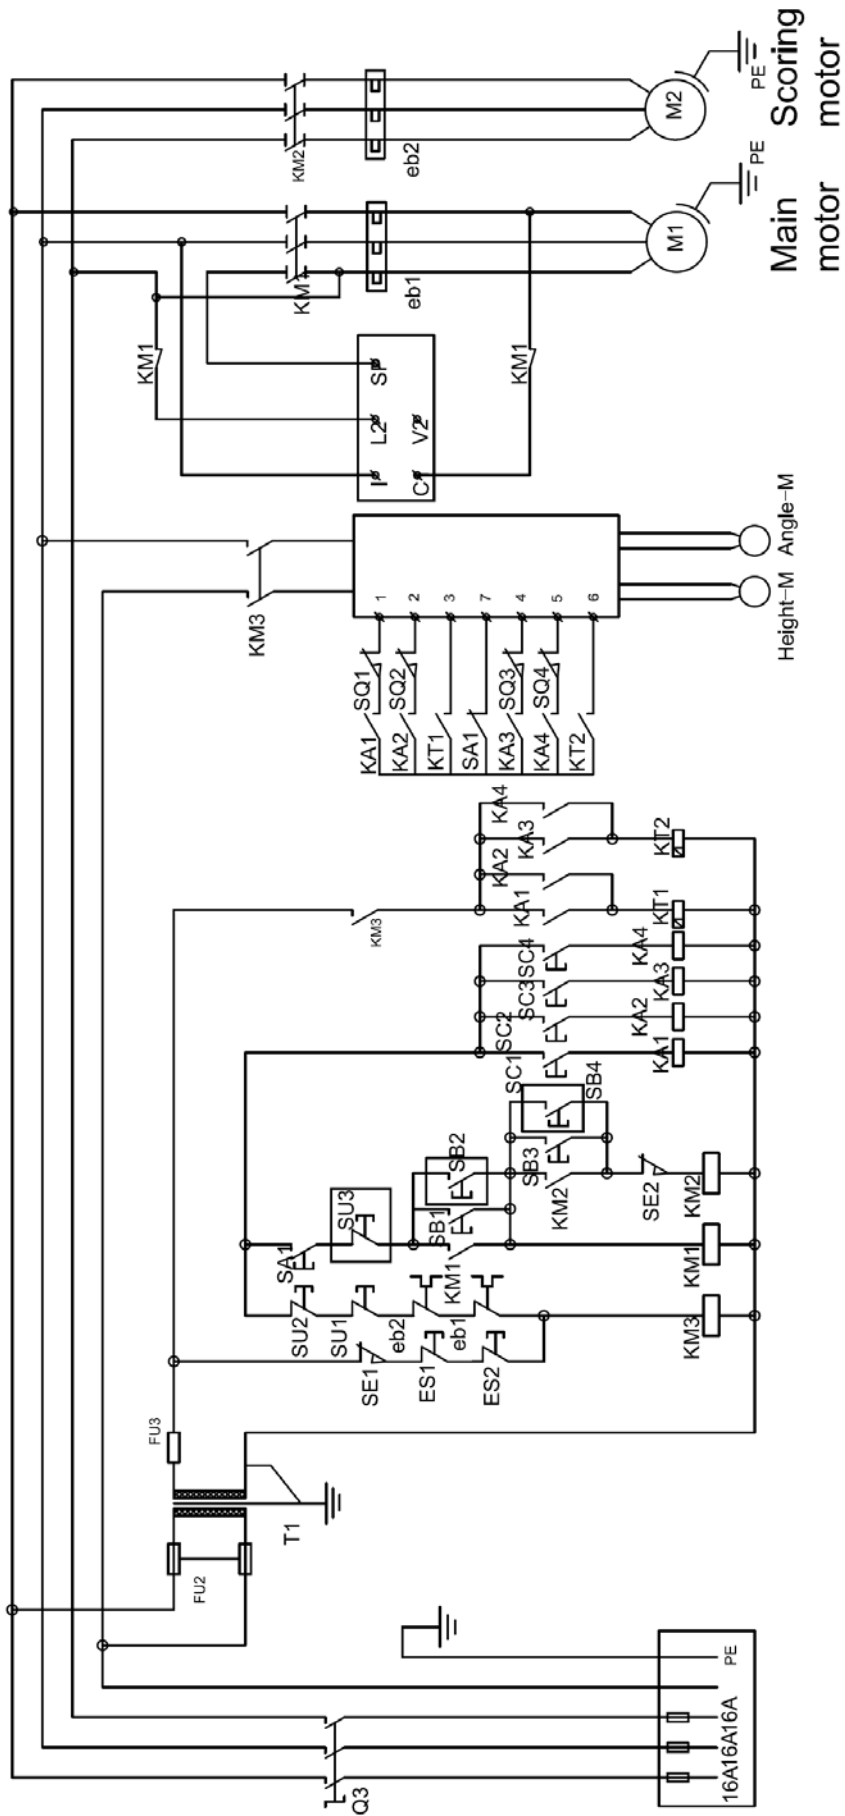 Q3
16A16A16A
PE
FU2
T1
FU3
SE1
ES1
ES2
SU2
SU1
eb2
eb1
KM3
SA1
SU3
KM1
KM1
SB1
SB2
SB3
KM2
SE2
KM2
SB4
SC1
KA1
SC2
KA2
SC3
KA3
SC4
KA4
KM3
KA1
KT1
KA2
KA3
KT2
KA4
KM3
KA1
SQ1
1
KA2
SQ2
2
KT1
3
SA1
7
KA3
SQ3
4
KA4
SQ4
5
KT2
6
Height-M
Angle-M
KM1
L2
C
V2
KM1
KM1
eb1
M1
PE
Main
motor
KM2
eb2
M2
PE
Scoring
motor